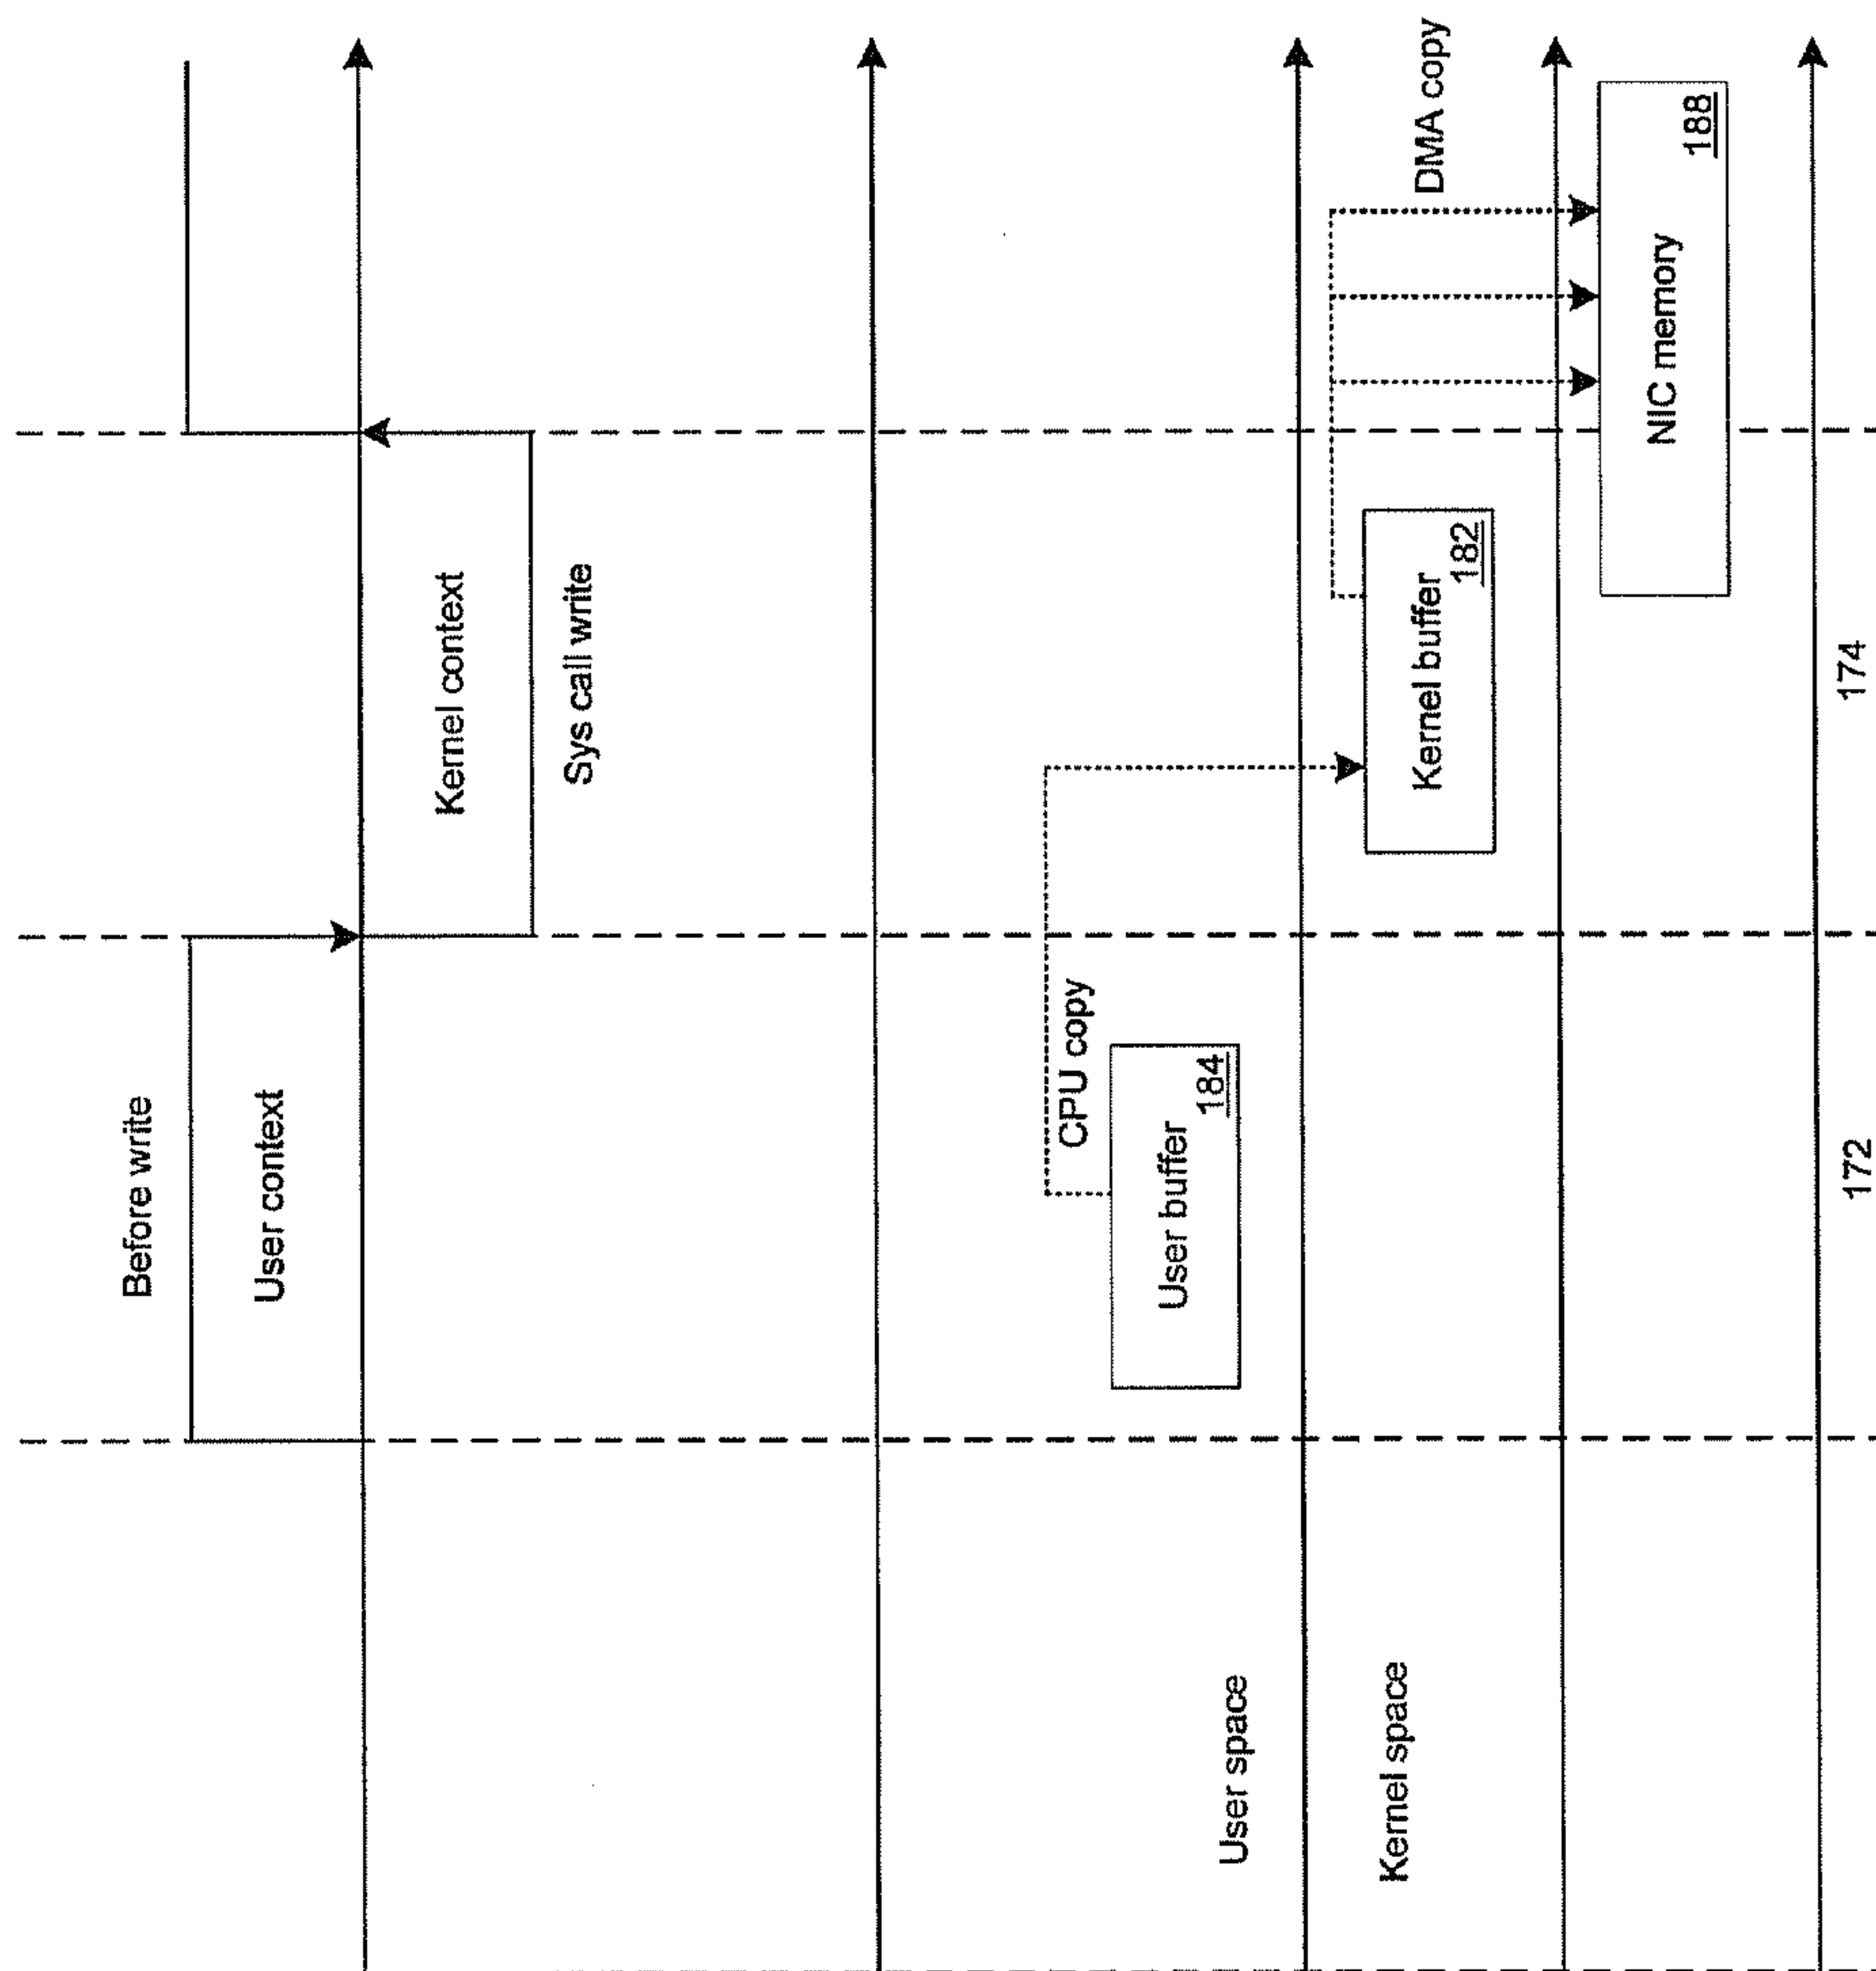 Before write
User context
Kernel context
Sys call write
CPU copy
User buffer
184
User space
Kernel space
Kernel buffer
182
DMA copy
NIC memory
188
172
174